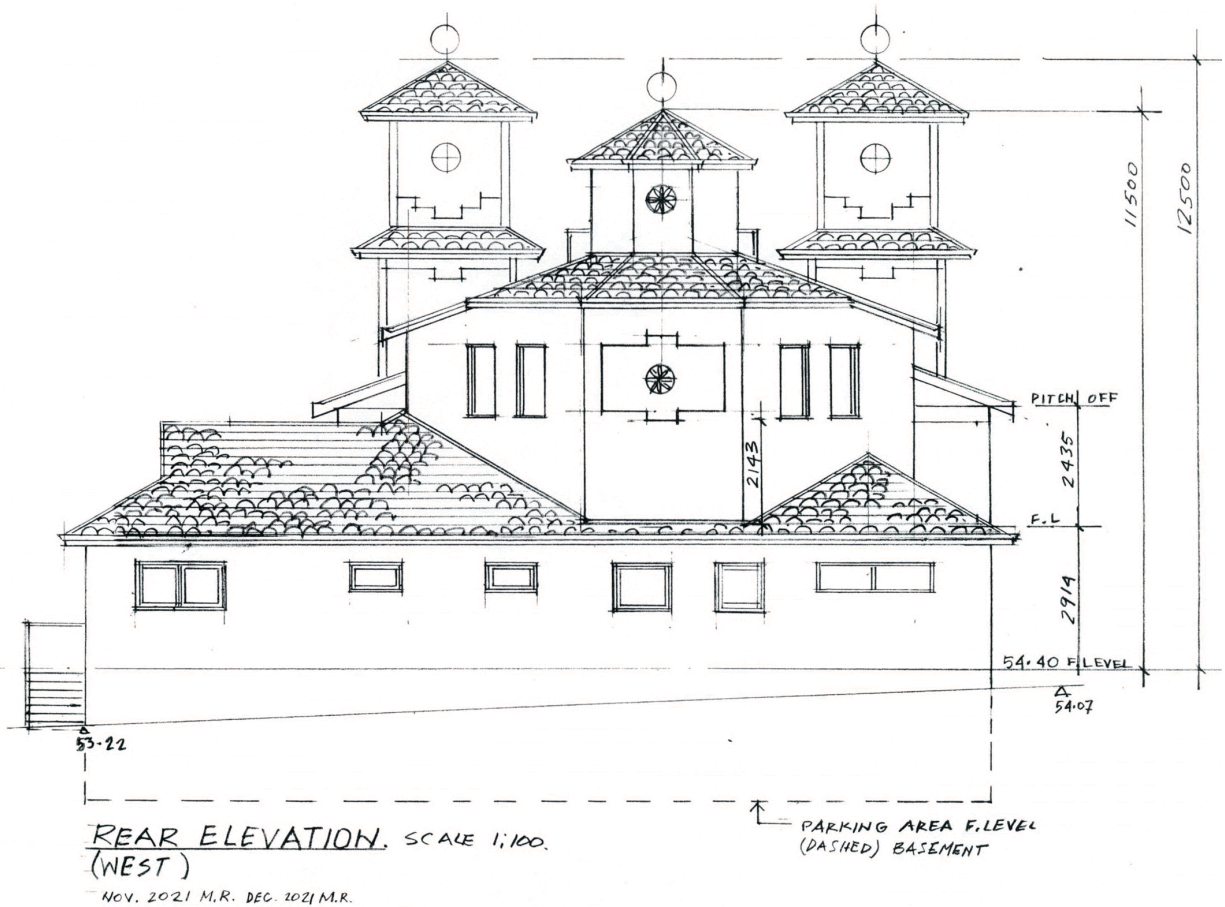 11500
12500
PITCH OFF
2435
2143
F.L
2914
54.40 F.LEVEL
54.07
53.22
PARKING AREA F.LEVEL
(DASHED) BASEMENT
REAR ELEVATION. SCALE 1:100.
(WEST)
NOV. 2021 M.R. DEC. 2021 M.R.